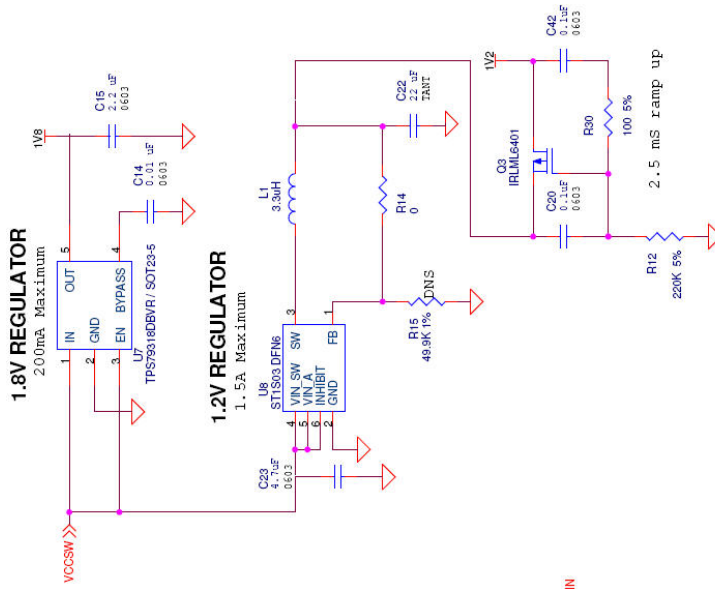 1.8V REGULATOR
200mA Maximum
VCCSW
1
IN
OUT
5
2
GND
3
EN
BYPASS
4
U7
TPS79318DBVR / SOT23-5
1V8
C15
2.2 uF
0603
C14
0.01 uF
0603
1.2V REGULATOR
1.5A Maximum
U8
ST1S03 DFN6
4
VIN_SW
SW
3
5
VIN_A
6
INHIBIT
FB
1
2
GND
C23
4.7uF
0603
L1
3.3uH
C22
22 uF
TANT
R14
0
R15
49.9K 1%
DNS
1V2
C42
0.1uF
0603
Q3
IRLML6401
C20
0.1uF
0603
R30
100 5%
R12
220K 5%
2.5 mS ramp up
IN